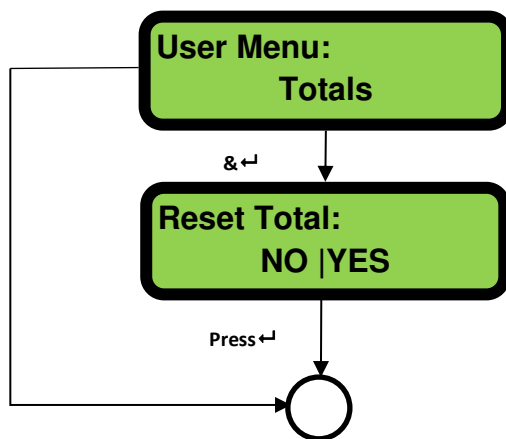 User Menu:
Totals
&↵
Reset Total:
NO |YES
Press↵